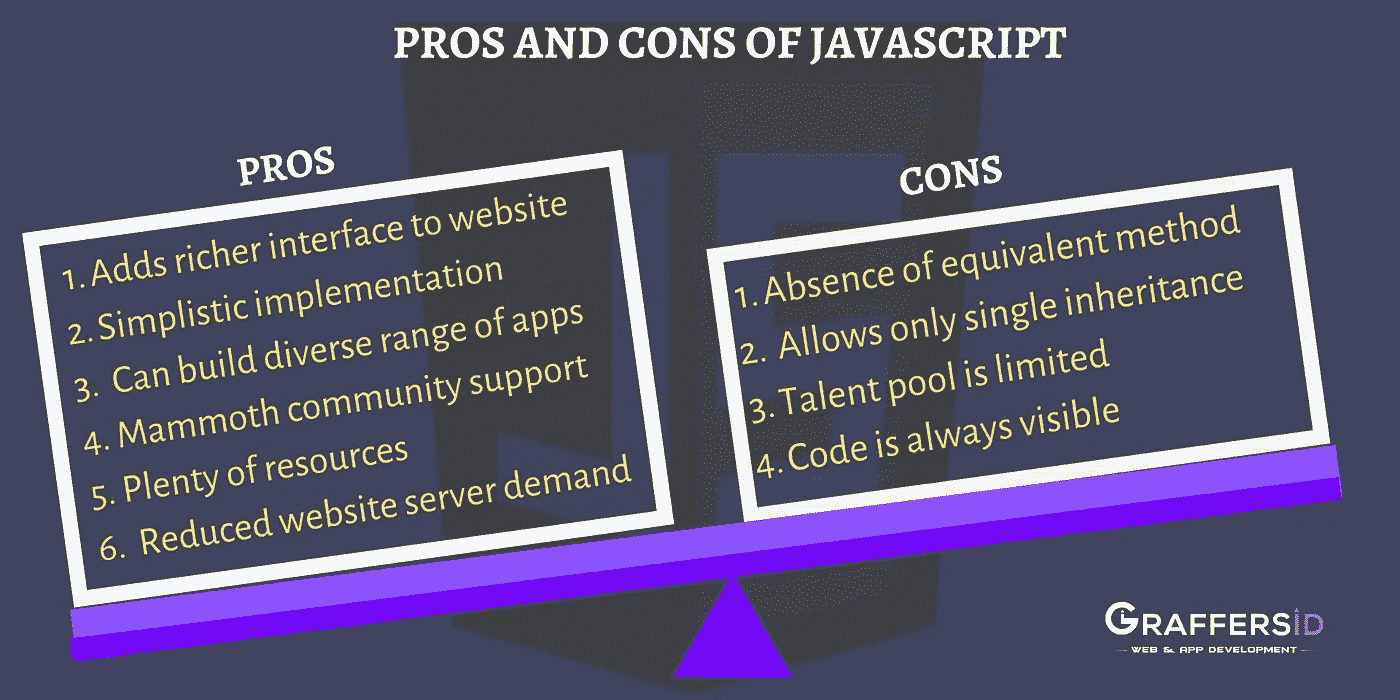 PROS AND CONS OF JAVASCRIPT
PROS
1. Adds richer interface to website
2. Simplistic implementation
3. Can build diverse range of apps
4. Mammoth community support
5. Plenty of resources
6. Reduced website server demand
CONS
1. Absence of equivalent method
2. Allows only single inheritance
3. Talent pool is limited
4. Code is always visible
GRAFFERSID
WEB & APP DEVELOPMENT